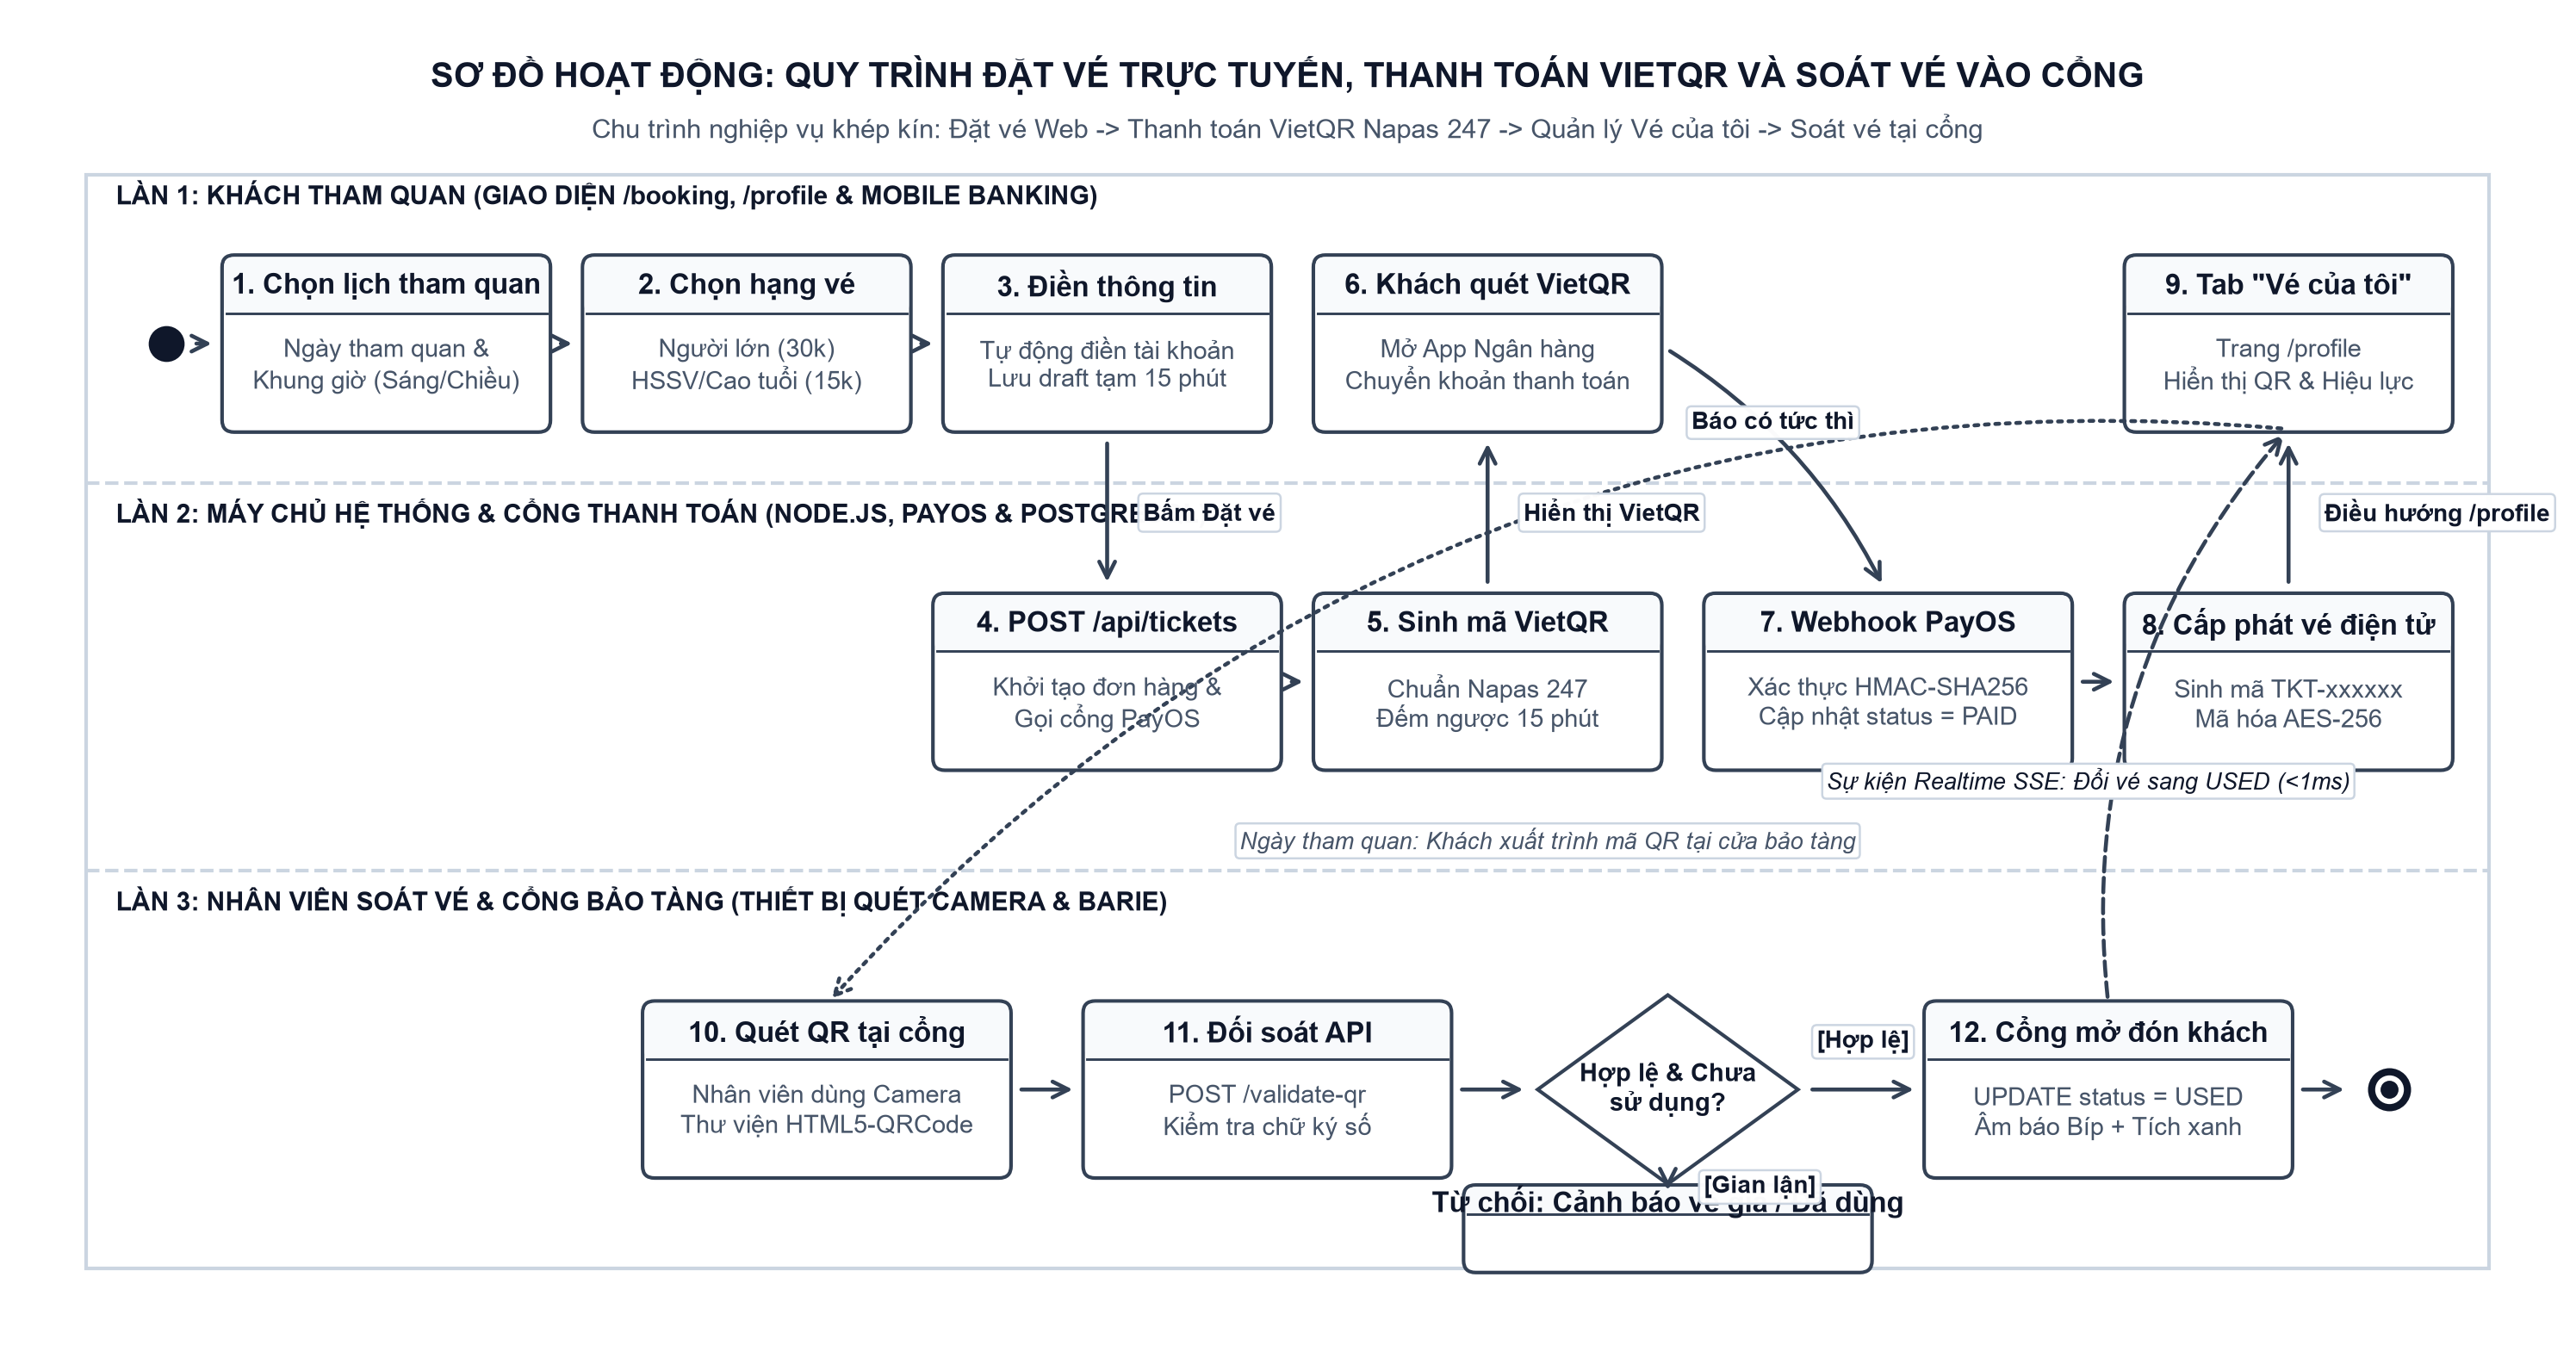 SƠ ĐỒ HOẠT ĐỘNG: QUY TRÌNH ĐẶT VÉ TRỰC TUYẾN, THANH TOÁN VIETQR VÀ SOÁT VÉ VÀO CỔNG
Chu trình nghiệp vụ khép kín: Đặt vé Web -> Thanh toán VietQR Napas 247 -> Quản lý Vé của tôi -> Soát vé tại cổng
LÀN 1: KHÁCH THAM QUAN (GIAO DIỆN /booking, /profile & MOBILE BANKING)
1. Chọn lịch tham quan
Ngày tham quan &
Khung giờ (Sáng/Chiều)
2. Chọn hạng vé
Người lớn (30k)
HSSV/Cao tuổi (15k)
3. Điền thông tin
Tự động điền tài khoản
Lưu draft tạm 15 phút
6. Khách quét VietQR
Mở App Ngân hàng
Chuyển khoản thanh toán
9. Tab "Vé của tôi"
Trang /profile
Hiển thị QR & Hiệu lực
Báo có tức thì
LÀN 2: MÁY CHỦ HỆ THỐNG & CỔNG THANH TOÁN (NODE.JS, PAYOS & POSTGRE
Bấm Đặt vé
Hiển thị VietQR
Điều hướng /profile
4. POST /api/tickets
Khởi tạo đơn hàng &
Gọi cổng PayOS
5. Sinh mã VietQR
Chuẩn Napas 247
Đếm ngược 15 phút
7. Webhook PayOS
Xác thực HMAC-SHA256
Cập nhật status = PAID
8. Cấp phát vé điện tử
Sinh mã TKT-xxxxxx
Mã hóa AES-256
Sự kiện Realtime SSE: Đổi vé sang USED (<1ms)
Ngày tham quan: Khách xuất trình mã QR tại cửa bảo tàng
LÀN 3: NHÂN VIÊN SOÁT VÉ & CỔNG BẢO TÀNG (THIẾT BỊ QUÉT CAMERA & BARIE)
10. Quét QR tại cổng
Nhân viên dùng Camera
Thư viện HTML5-QRCode
11. Đối soát API
POST /validate-qr
Kiểm tra chữ ký số
Hợp lệ & Chưa
sử dụng?
[Hợp lệ]
12. Cổng mở đón khách
UPDATE status = USED
Âm báo Bíp + Tích xanh
[Gian lận]
Từ chối: Cảnh báo vé giả / Đã dùng